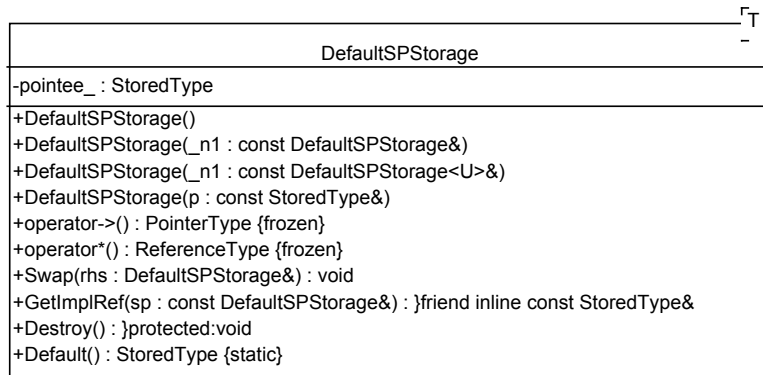 T
DefaultSPStorage
-pointee_ : StoredType
+DefaultSPStorage()
+DefaultSPStorage(_n1 : const DefaultSPStorage&)
+DefaultSPStorage(_n1 : const DefaultSPStorage<U>&)
+DefaultSPStorage(p : const StoredType&)
+operator->() : PointerType {frozen}
+operator*() : ReferenceType {frozen}
+Swap(rhs : DefaultSPStorage&) : void
+GetImplRef(sp : const DefaultSPStorage&) : }friend inline const StoredType&
+Destroy() : }protected:void
+Default() : StoredType {static}